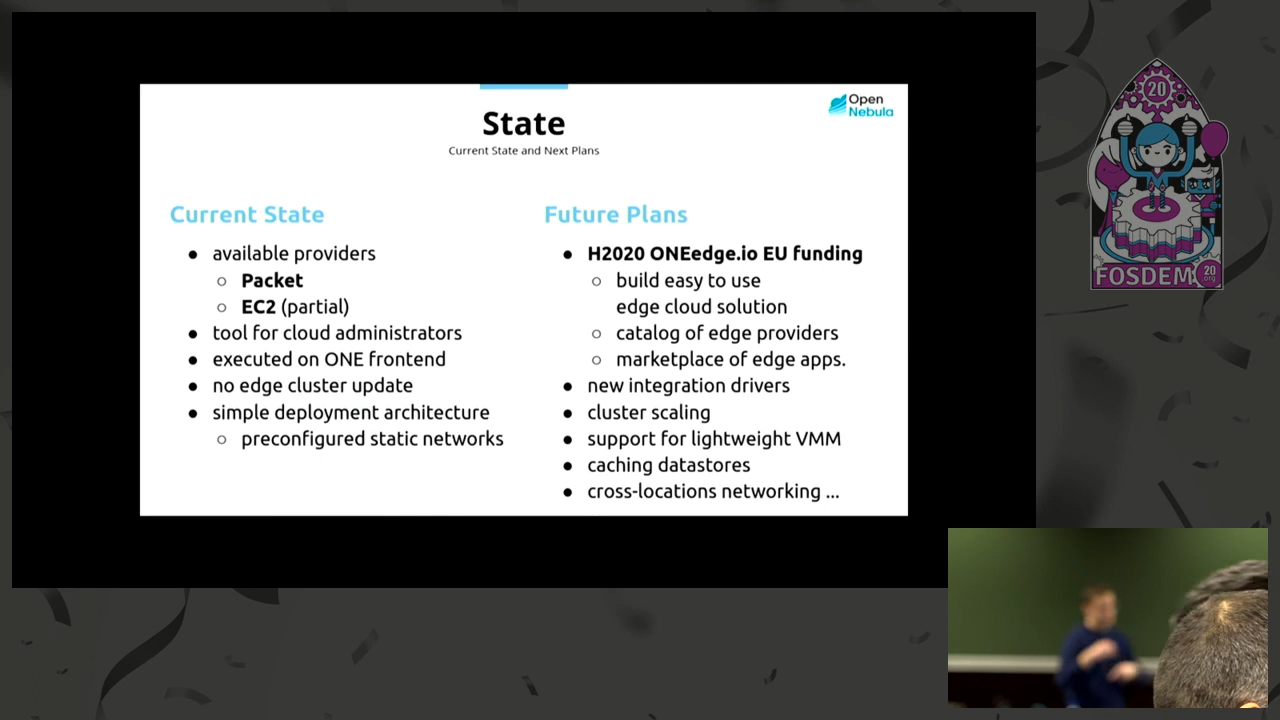 State
Current State and Next Plans
Open
Nebula
Current State
● available providers
○ Packet
○ EC2 (partial)
● tool for cloud administrators
● executed on ONE frontend
● no edge cluster update
● simple deployment architecture
○ preconfigured static networks
Future Plans
● H2020 ONEedge.io EU funding
○ build easy to use
edge cloud solution
○ catalog of edge providers
○ marketplace of edge apps.
● new integration drivers
● cluster scaling
● support for lightweight VMM
● caching datastores
● cross-locations networking ...
20
FOSDEM
20
.org